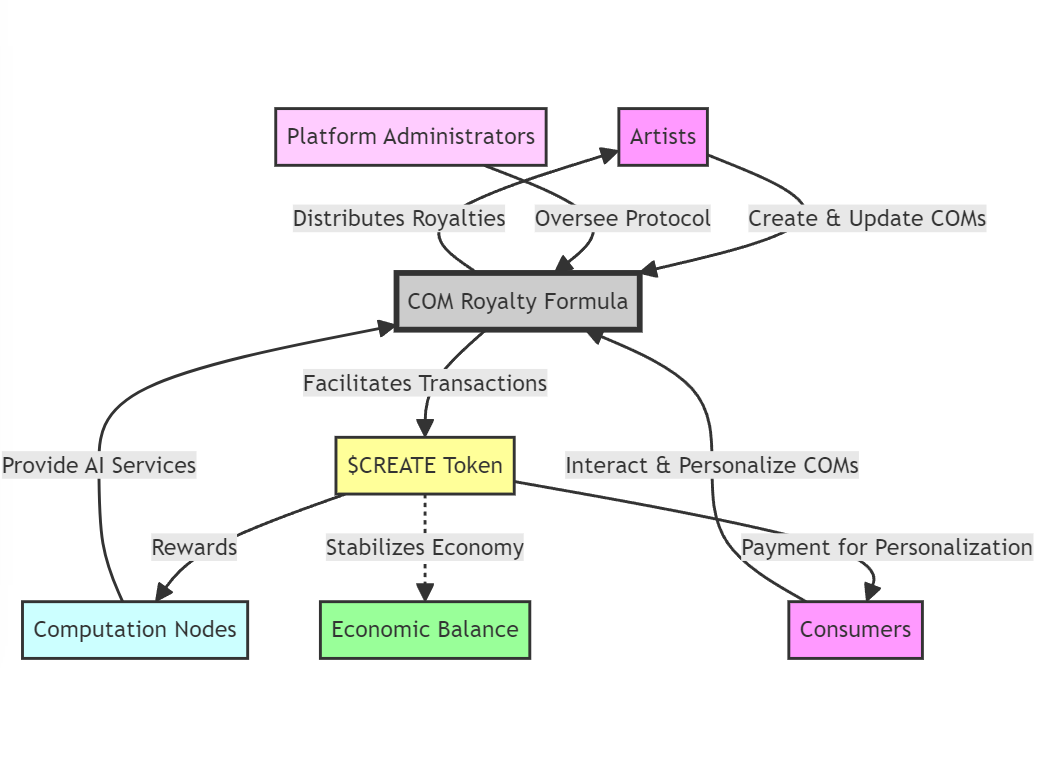 Platform Administrators
Artists
Distributes Royalties
Oversee Protocol
Create & Update COMs
COM Royalty Formula
Facilitates Transactions
Provide AI Services
$CREATE Token
Interact & Personalize COMs
Rewards
Stabilizes Economy
Payment for Personalization
Computation Nodes
Economic Balance
Consumers